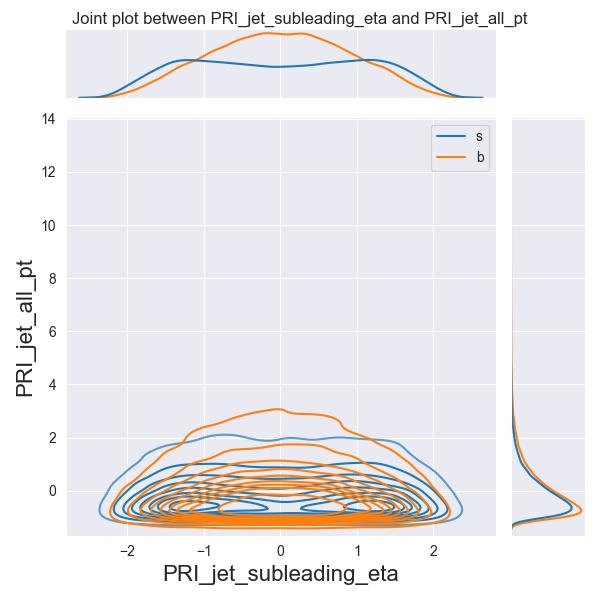 Joint plot between PRI_jet_subleading_eta and PRI_jet_all_pt
s
b
14
12
10
8
6
4
2
0
PRI_jet_all_pt
−2 −1 0 1 2
PRI_jet_subleading_eta